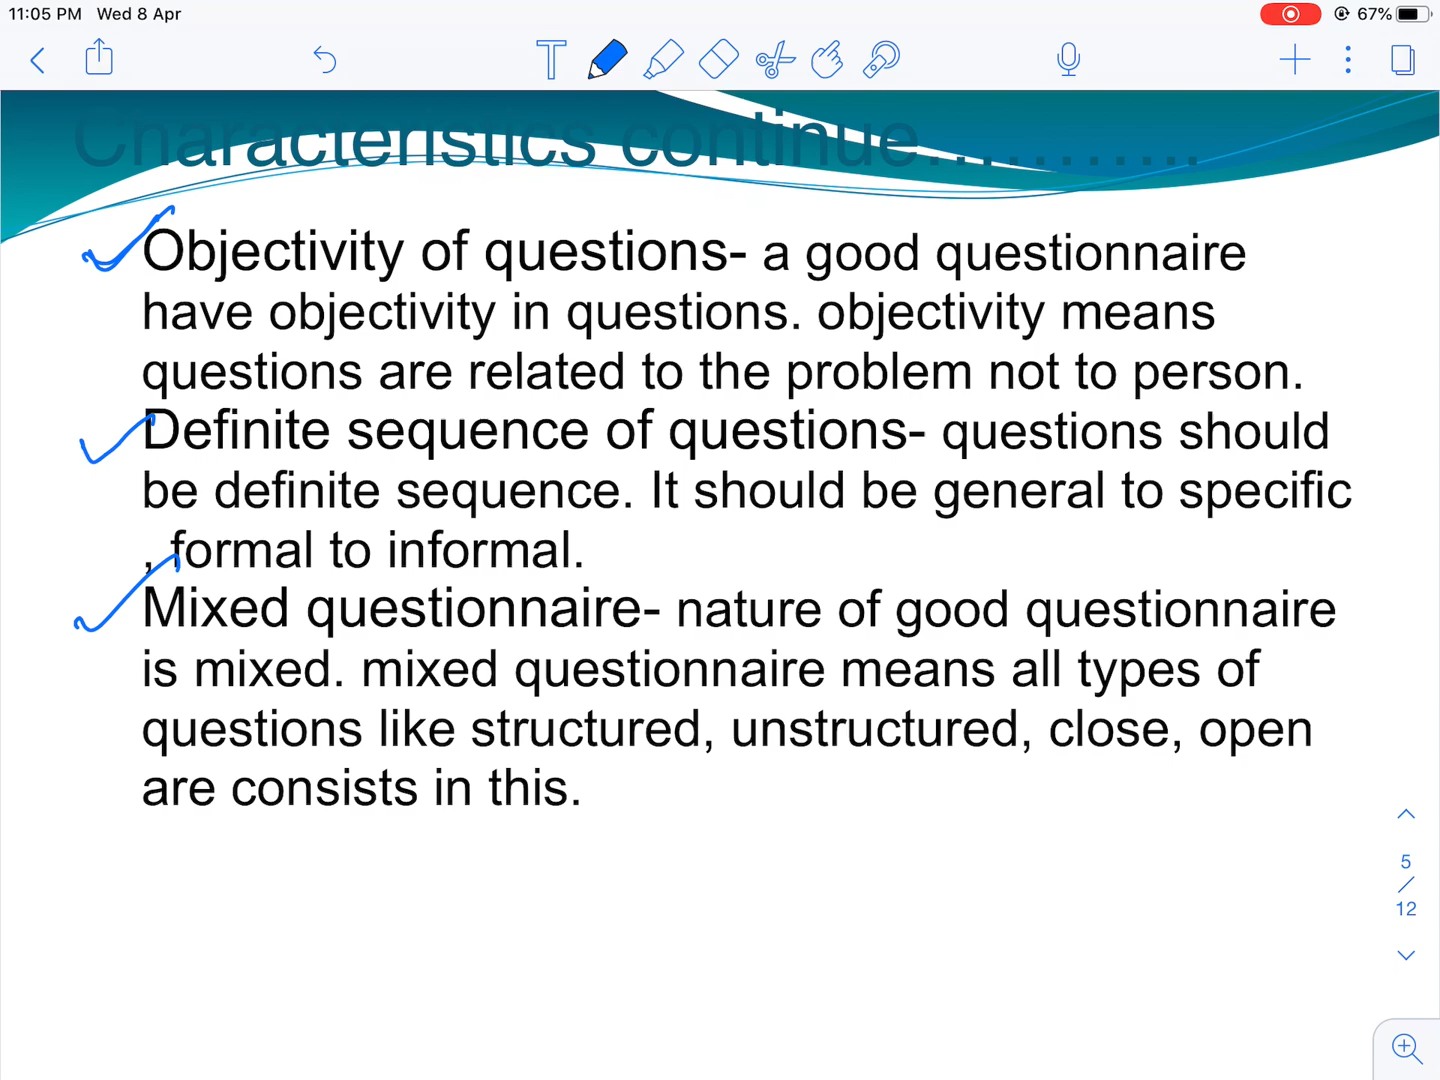 11:05 PM Wed 8 Apr
67%
T
Characteristics continue...........
Objectivity of questions- a good questionnaire
have objectivity in questions. objectivity means
questions are related to the problem not to person.
Definite sequence of questions- questions should
be definite sequence. It should be general to specific
, formal to informal.
Mixed questionnaire- nature of good questionnaire
is mixed. mixed questionnaire means all types of
questions like structured, unstructured, close, open
are consists in this.
5
/
12